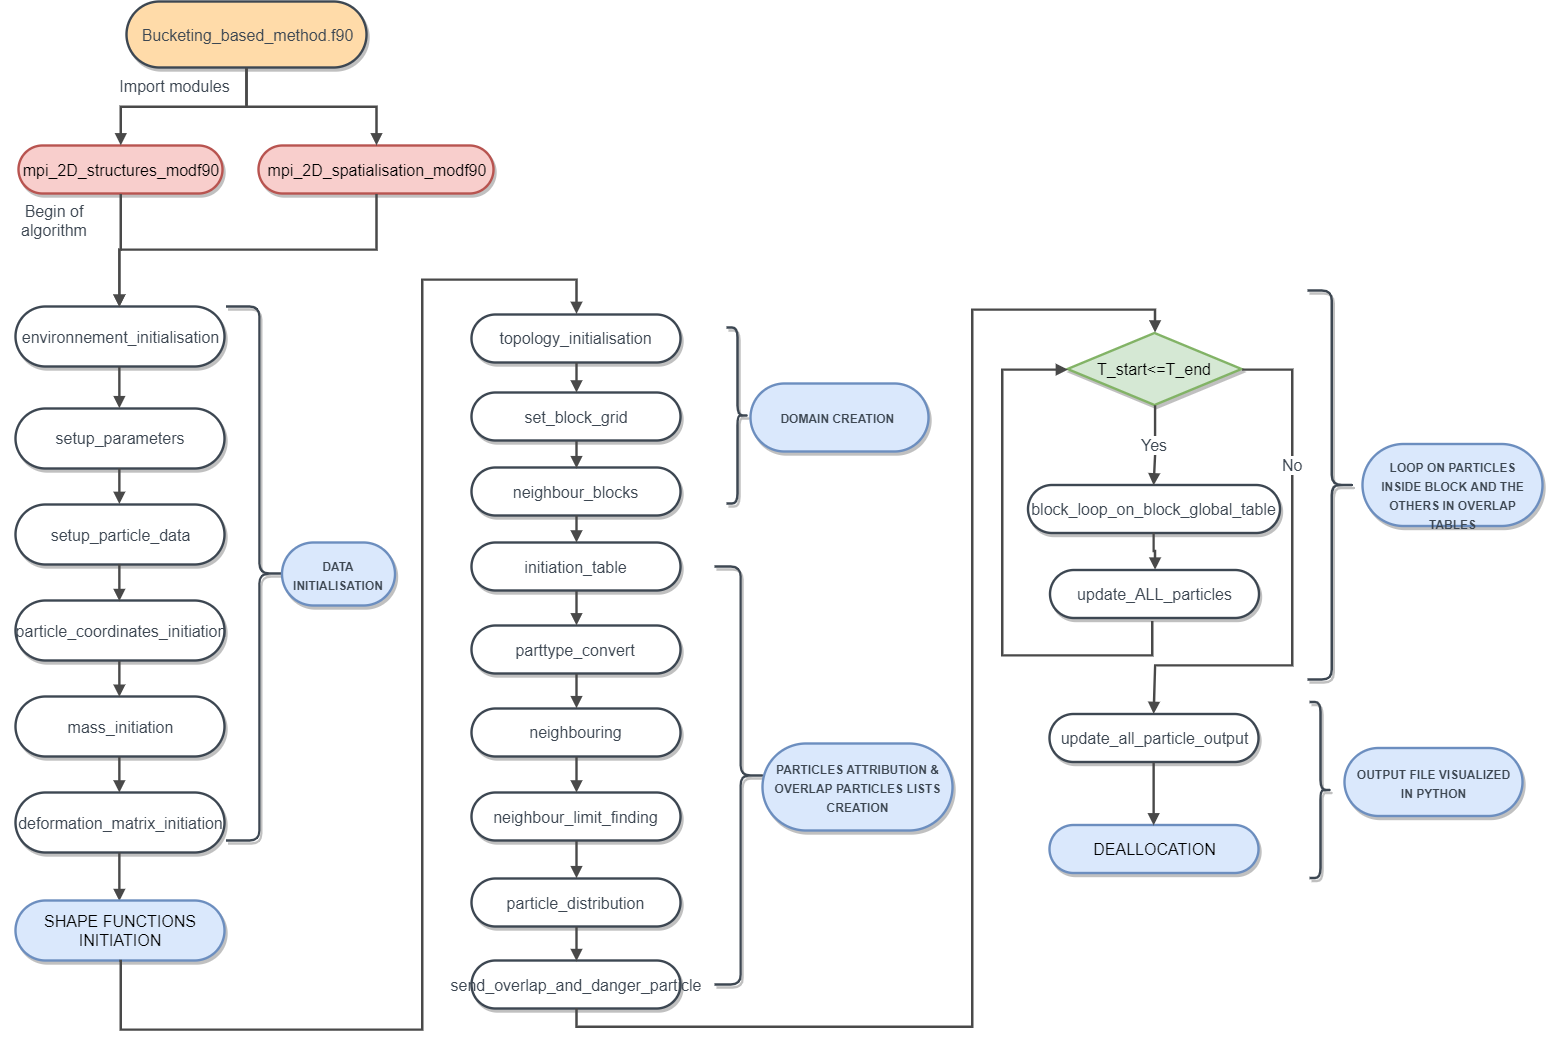 Bucketing_based_method.f90
Import modules
mpi_2D_structures_modf90
mpi_2D_spatialisation_modf90
Begin of
algorithm
environnement_initialisation
setup_parameters
setup_particle_data
particle_coordinates_initiation
mass_initiation
deformation_matrix_initiation
DATA
INITIALISATION
SHAPE FUNCTIONS
INITIATION
topology_initialisation
set_block_grid
neighbour_blocks
DOMAIN CREATION
initiation_table
parttype_convert
neighbouring
neighbour_limit_finding
particle_distribution
send_overlap_and_danger_particle
PARTICLES ATTRIBUTION &
OVERLAP PARTICLES LISTS
CREATION
T_start<=T_end
Yes
No
block_loop_on_block_global_table
update_ALL_particles
LOOP ON PARTICLES
INSIDE BLOCK AND THE
OTHERS IN OVERLAP
TABLES
update_all_particle_output
DEALLOCATION
OUTPUT FILE VISUALIZED
IN PYTHON